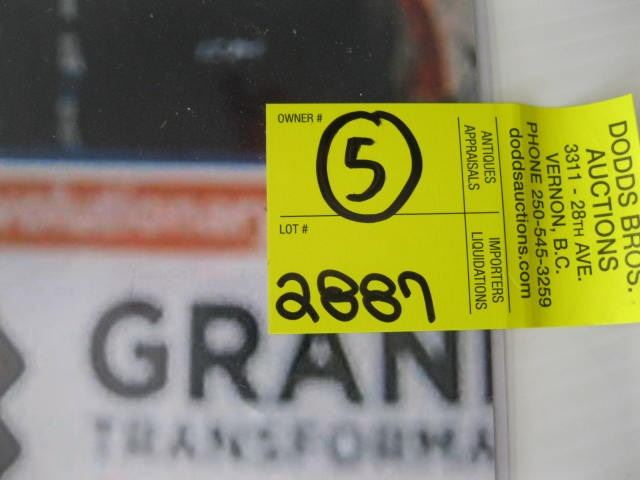 OWNER #
5
LOT #
2887
ANTIQUES
APPRAISALS
IMPORTERS
LIQUIDATIONS
DODDS BROS.
AUCTIONS
3311 - 28TH AVE.
VERNON, B.C.
PHONE 250-545-3259
doddsauctions.com
GRAN
TRANSFORMA